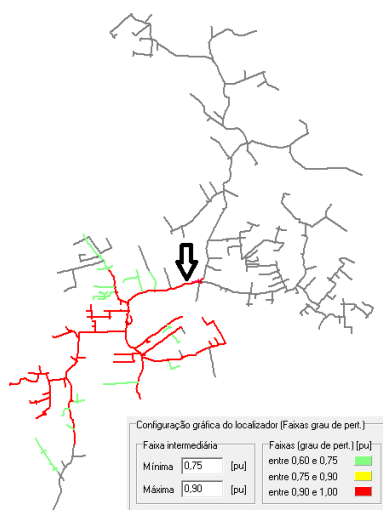 Configuração gráfica do localizador (Faixas grau de pert.)
Faixa intermediária
Mínima 0,75 [pu]
Máxima 0,90 [pu]
Faixas (grau de pert.) [pu]
entre 0,60 e 0,75
entre 0,75 e 0,90
entre 0,90 e 1,00